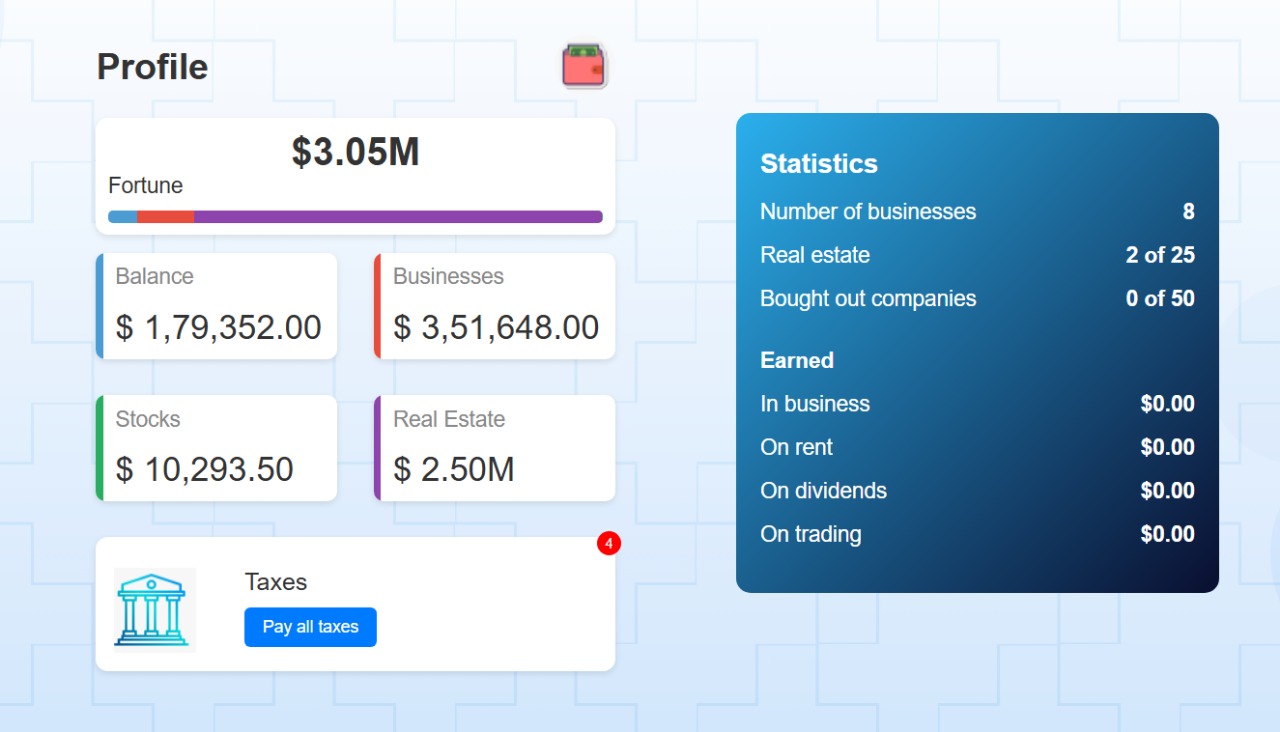 Profile
$3.05M
Fortune
Balance
$ 1,79,352.00
Businesses
$ 3,51,648.00
Stocks
$ 10,293.50
Real Estate
$ 2.50M
4
Taxes
Pay all taxes
Statistics
Number of businesses 8
Real estate 2 of 25
Bought out companies 0 of 50
Earned
In business $0.00
On rent $0.00
On dividends $0.00
On trading $0.00